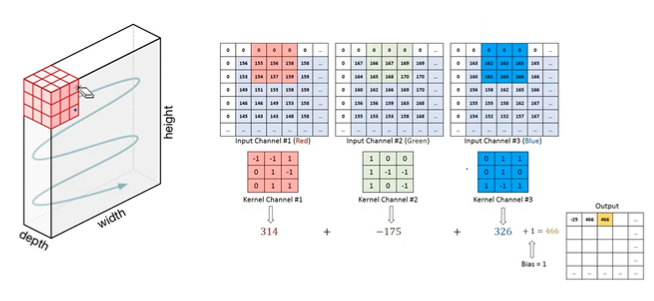 height
width
depth
0 0 0 0 0 0 ...
0 156 155 156 158 158 ...
0 153 154 157 159 159 ...
0 149 151 155 158 159 ...
0 146 146 149 153 158 ...
0 145 143 143 148 158 ...
... ... ... ... ... ... ...
Input Channel #1 (Red)
0 0 0 0 0 0 ...
0 167 166 167 169 169 ...
0 164 165 168 170 170 ...
0 160 162 166 169 170 ...
0 156 156 159 163 168 ...
0 155 153 153 158 168 ...
... ... ... ... ... ... ...
Input Channel #2 (Green)
0 0 0 0 0 0 ...
0 163 162 163 165 165 ...
0 160 161 164 166 166 ...
0 156 158 162 165 166 ...
0 155 155 158 162 167 ...
0 154 152 152 157 167 ...
... ... ... ... ... ... ...
Input Channel #3 (Blue)
-1 -1 1
0 1 -1
0 1 1
Kernel Channel #1
1 0 0
1 -1 -1
1 0 -1
Kernel Channel #2
0 1 1
0 1 0
1 -1 1
Kernel Channel #3
314 + −175 + 326 + 1 = 466
Bias = 1
Output
-25 466 466 ...
...
...
...
... ... ... ... ...